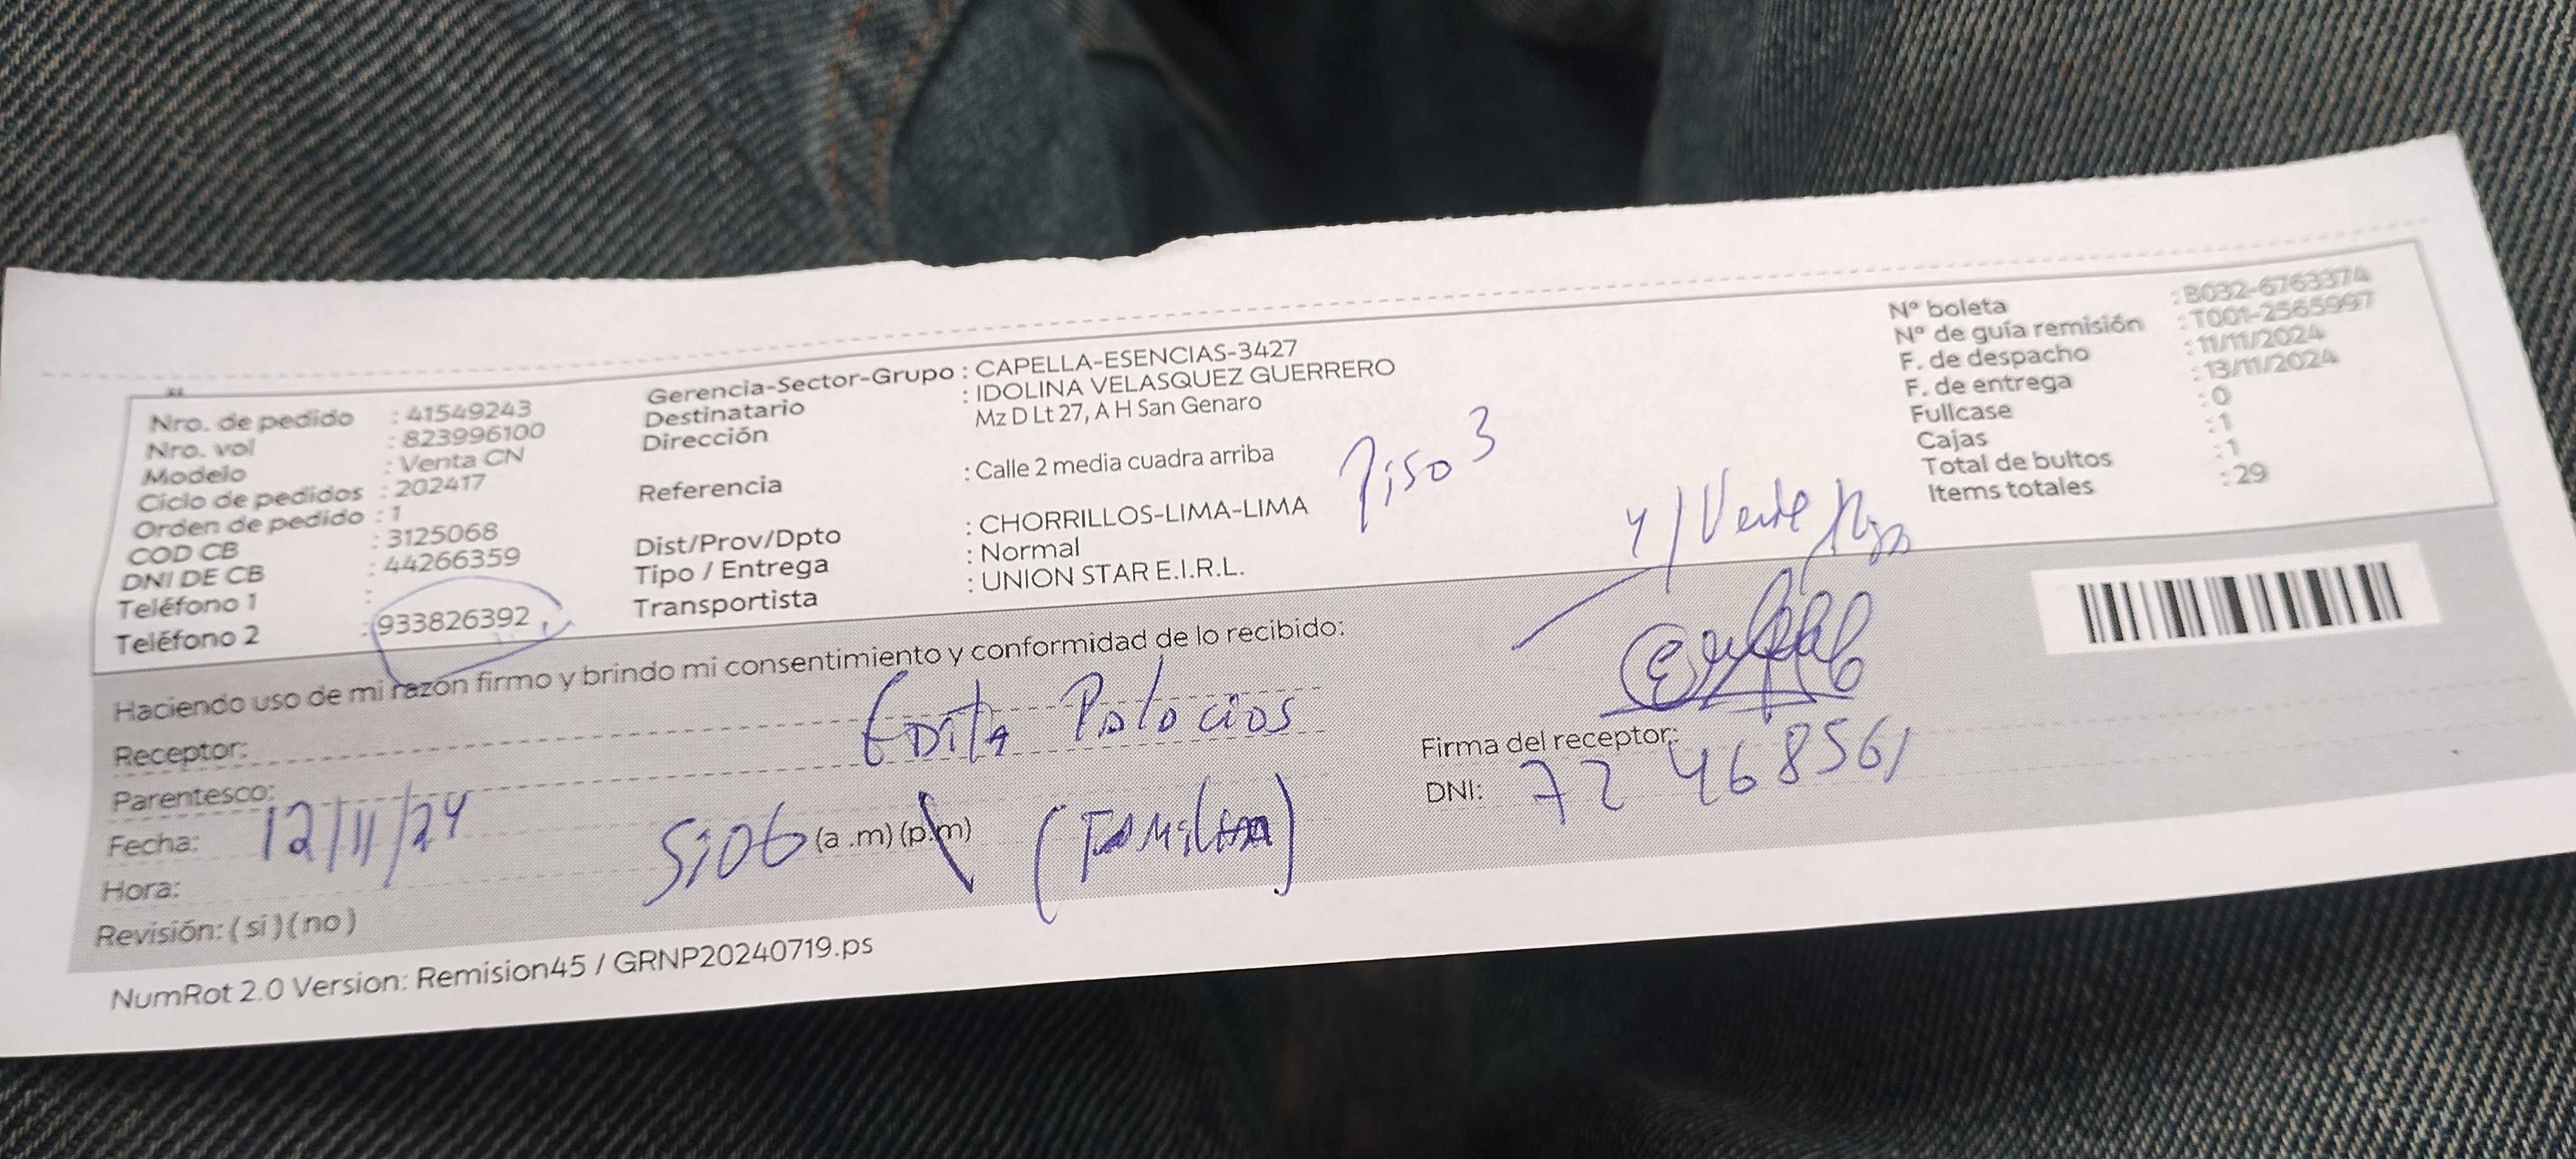 Nro. de pedido : 41549243
Nro. vol : 823996100
Modelo : Venta CN
Ciclo de pedidos : 202417
Orden de pedido : 1
COD CB : 3125068
DNI DE CB : 44266359
Teléfono 1 :
Teléfono 2 : 933826392
Gerencia-Sector-Grupo : CAPELLA-ESENCIAS-3427
Destinatario : IDOLINA VELASQUEZ GUERRERO
Dirección Mz D Lt 27, A H San Genaro
Referencia : Calle 2 media cuadra arriba
Dist/Prov/Dpto : CHORRILLOS-LIMA-LIMA
Tipo / Entrega : Normal
Transportista : UNION STAR E.I.R.L.
Piso 3
Nº boleta : B032-6763374
Nº de guía remisión : T001-2565997
F. de despacho : 11/11/2024
F. de entrega : 13/11/2024
Fullcase : 0
Cajas : 1
Total de bultos : 1
Items totales : 29
Verde
Haciendo uso de mi razón firmo y brindo mi consentimiento y conformidad de lo recibido:
Receptor: Edita Palacios
Parentesco:
Fecha: 12/11/24
Hora: 5:06 (a .m) (p.m) (Familia)
Revisión: ( si ) ( no )
Firma del receptor:
DNI: 72468561
NumRot 2.0 Version: Remision45 / GRNP20240719.ps